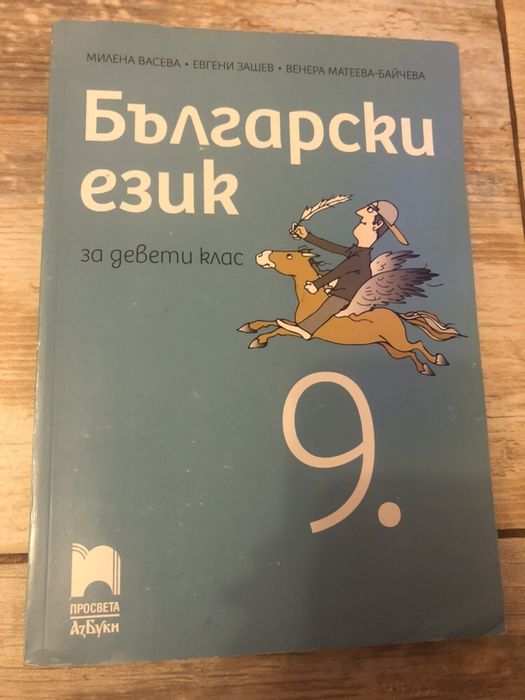 МИЛЕНА ВАСЕВА • ЕВГЕНИ ЗАШЕВ • ВЕНЕРА МАТЕЕВА-БАЙЧЕВА
Български
език
за девети клас
9.
ПРОСВЕТА
АзБуки